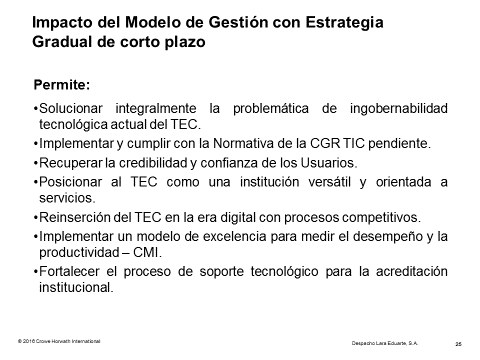 Impacto del Modelo de Gestión con Estrategia
Gradual de corto plazo
Permite:
•Solucionar integralmente la problemática de ingobernabilidad
tecnológica actual del TEC.
•Implementar y cumplir con la Normativa de la CGR TIC pendiente.
•Recuperar la credibilidad y confianza de los Usuarios.
•Posicionar al TEC como una institución versátil y orientada a
servicios.
•Reinserción del TEC en la era digital con procesos competitivos.
•Implementar un modelo de excelencia para medir el desempeño y la
productividad – CMI.
•Fortalecer el proceso de soporte tecnológico para la acreditación
institucional.
© 2016 Crowe Horwath International
Despacho Lara Eduarte, S.A.
25